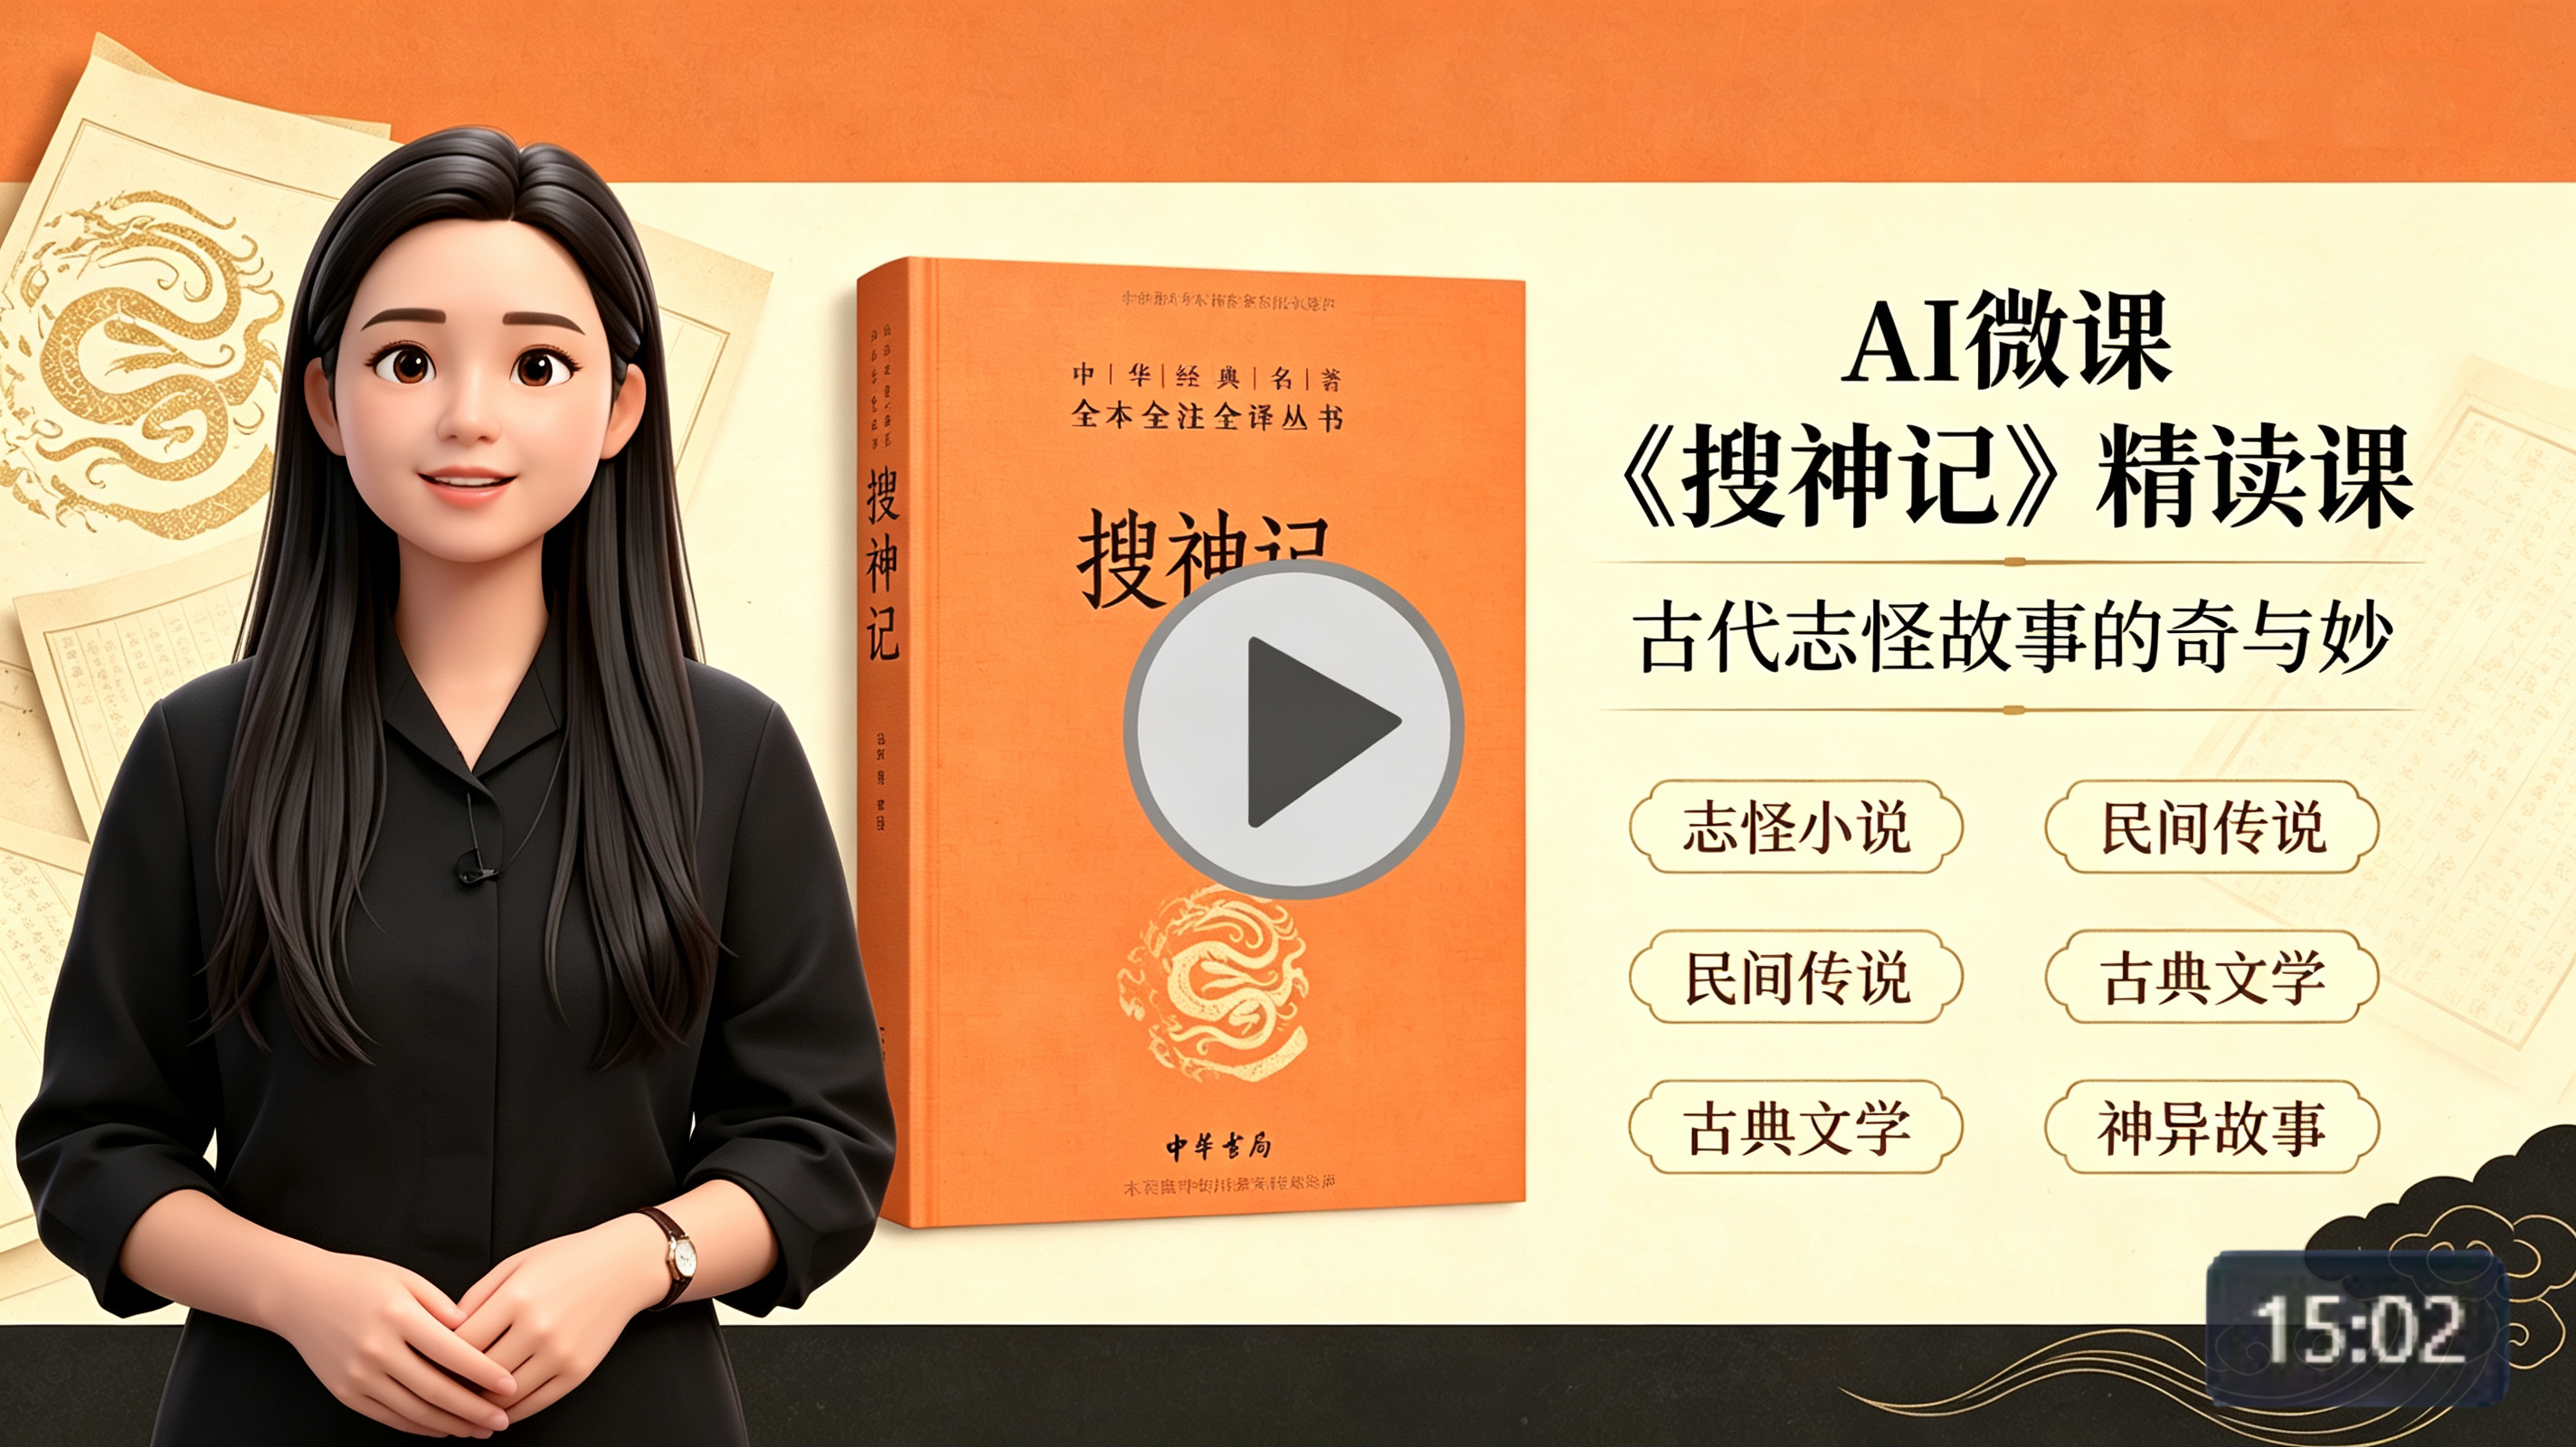 中|华|经|典|名|著
全本全注全译丛书
搜神记
搜神记
中华书局
AI微课
《搜神记》精读课
古代志怪故事的奇与妙
志怪小说
民间传说
民间传说
古典文学
古典文学
神异故事
15:02